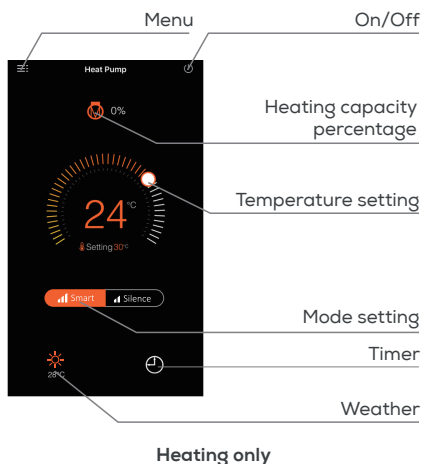 Menu
On/Off
Heat Pump
0%
Heating capacity
percentage
Temperature setting
24°C
Setting 30°C
Smart
Silence
Mode setting
Timer
28°C
Weather
Heating only